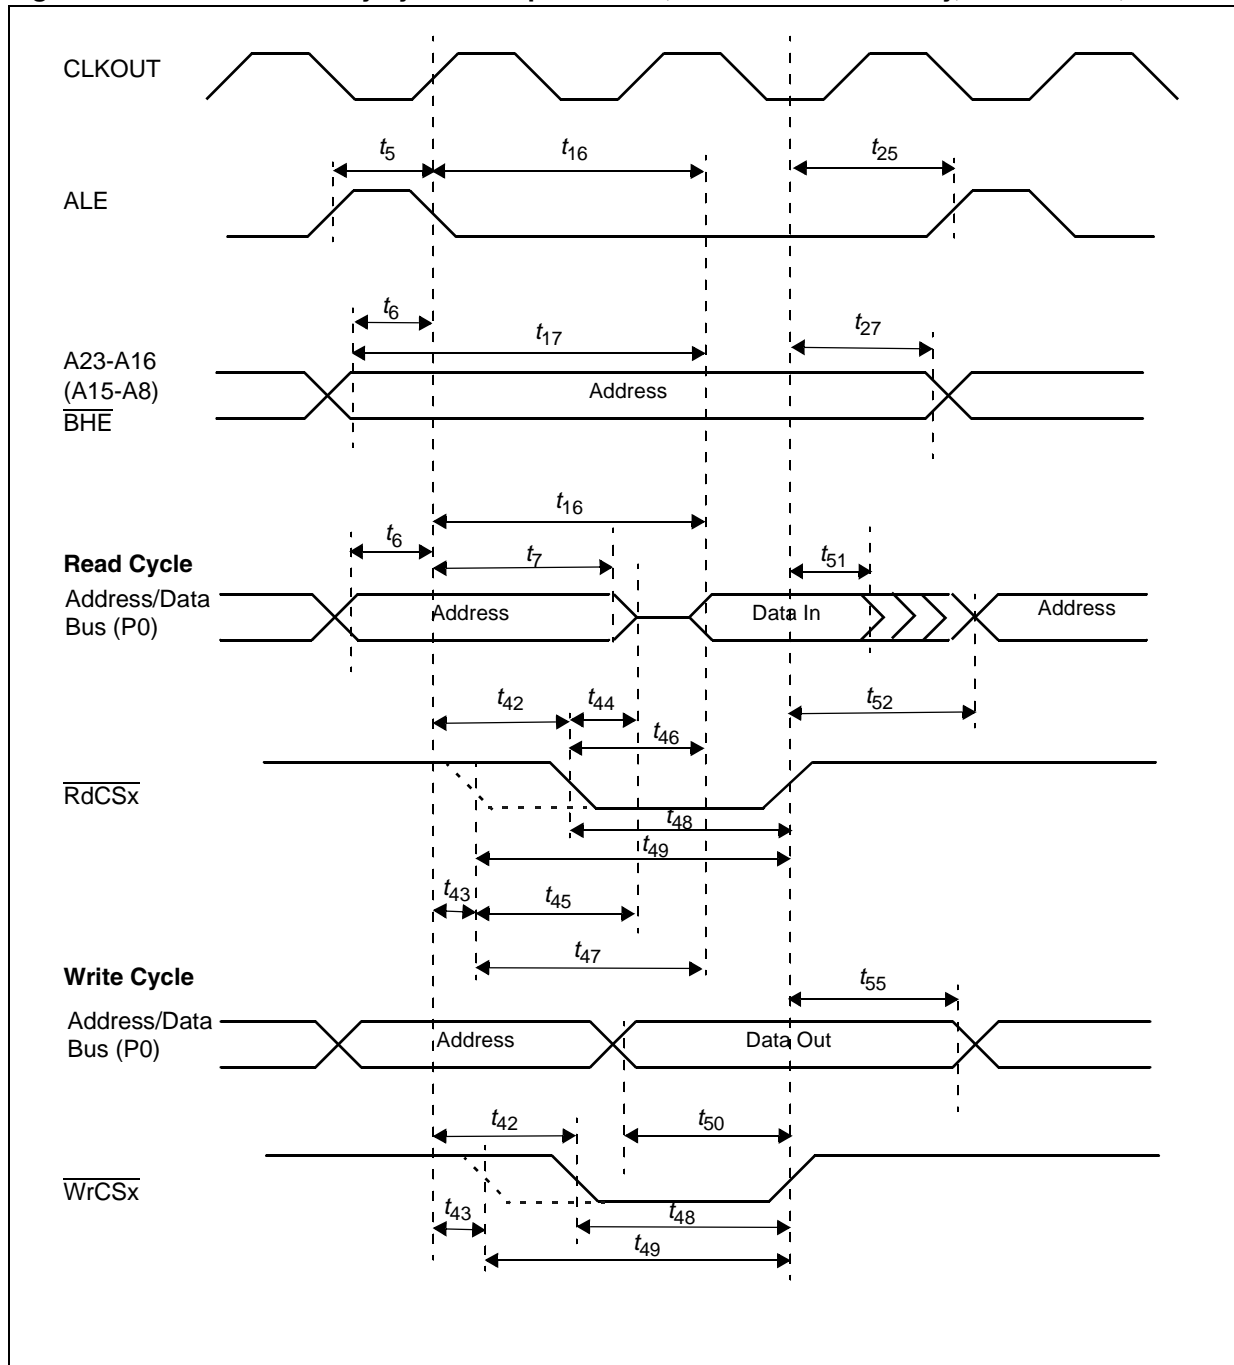 CLKOUT
t5
t16
t25
ALE
t6
t17
t27
A23-A16
(A15-A8)
BHE
Address
t16
t6
t7
t51
Read Cycle
Address/Data
Bus (P0)
Address
Data In
Address
t42
t44
t52
t46
RdCSx
t48
t49
t43
t45
t47
Write Cycle
t55
Address/Data
Bus (P0)
Address
Data Out
t42
t50
WrCSx
t43
t48
t49